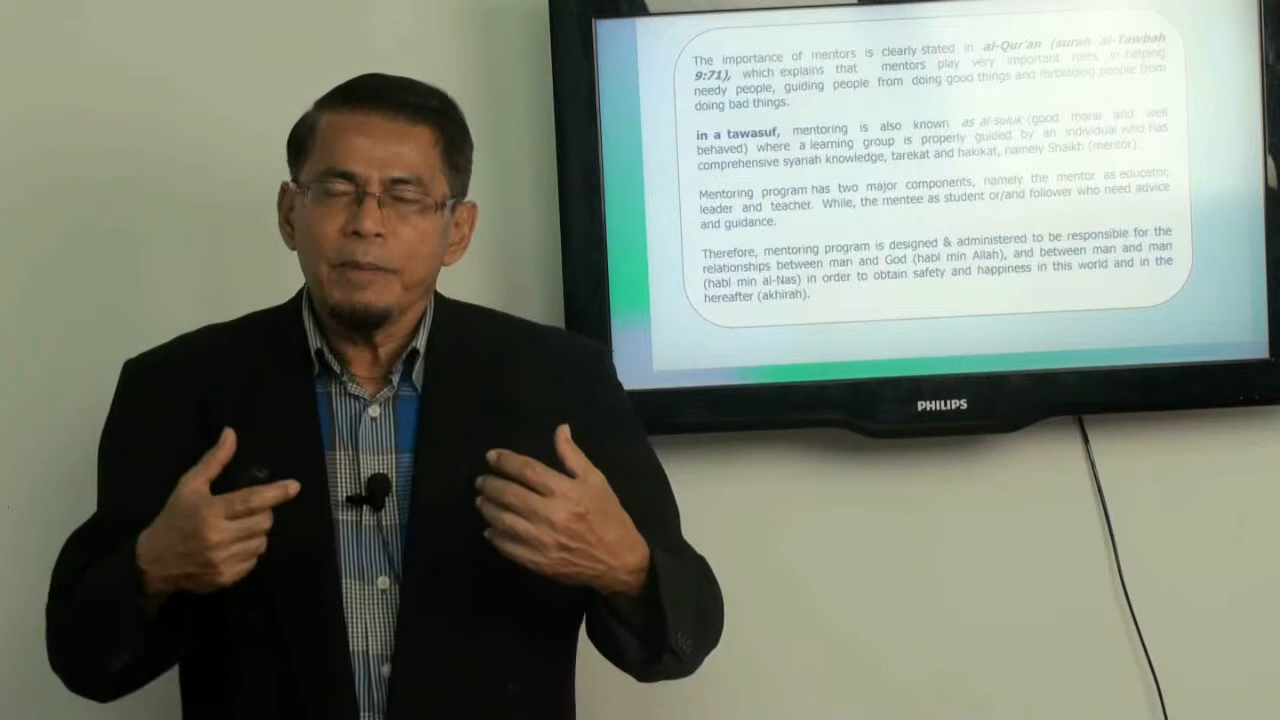 The importance of mentors is clearly stated in al-Qur'an (surah al-Tawbah
9:71), which explains that mentors play very important roles in helping
needy people, guiding people from doing good things and forbidding people from
doing bad things.
in a tawasuf, mentoring is also known as al-suluk (good moral and well
behaved) where a learning group is properly guided by an individual who has
comprehensive syariah knowledge, tarekat and hakikat, namely Shaikh (mentor).
Mentoring program has two major components, namely the mentor as educator,
leader and teacher. While, the mentee as student or/and follower who need advice
and guidance.
Therefore, mentoring program is designed & administered to be responsible for the
relationships between man and God (habl min Allah), and between man and man
(habl min al-Nas) in order to obtain safety and happiness in this world and in the
hereafter (akhirah).
PHILIPS